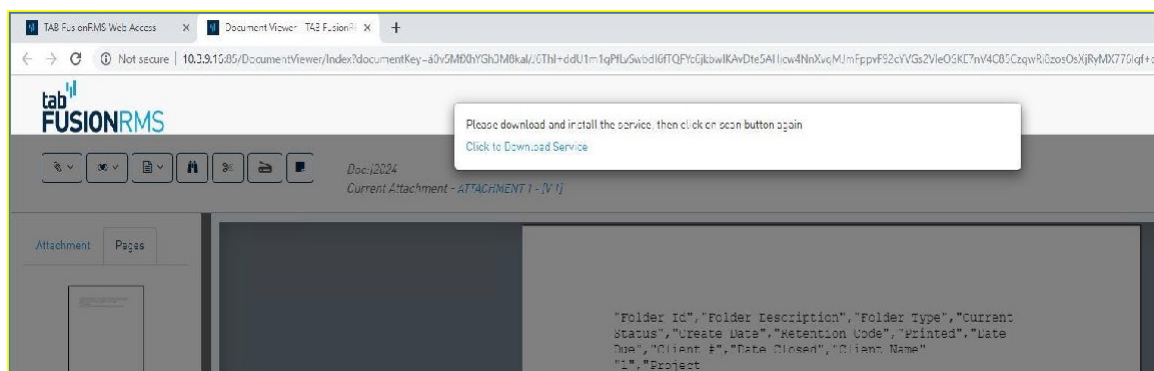 TAB FusionRMS Web Access
Document Viewer - TAB Fusion
Not secure
tab
FUSIONRMS
Please download and install the service, then click on scan button again
Click to Download Service
Doc:i2024
Current Attachment - ATTACHMENT 1 - [V 1]
Attachment Pages
"Folder Id","Folder Description","Folder Type","Current
Status","Create Date","Retention Code","Printed","Date
Due","Client #","Date Closed","Client Name"
"1","Project